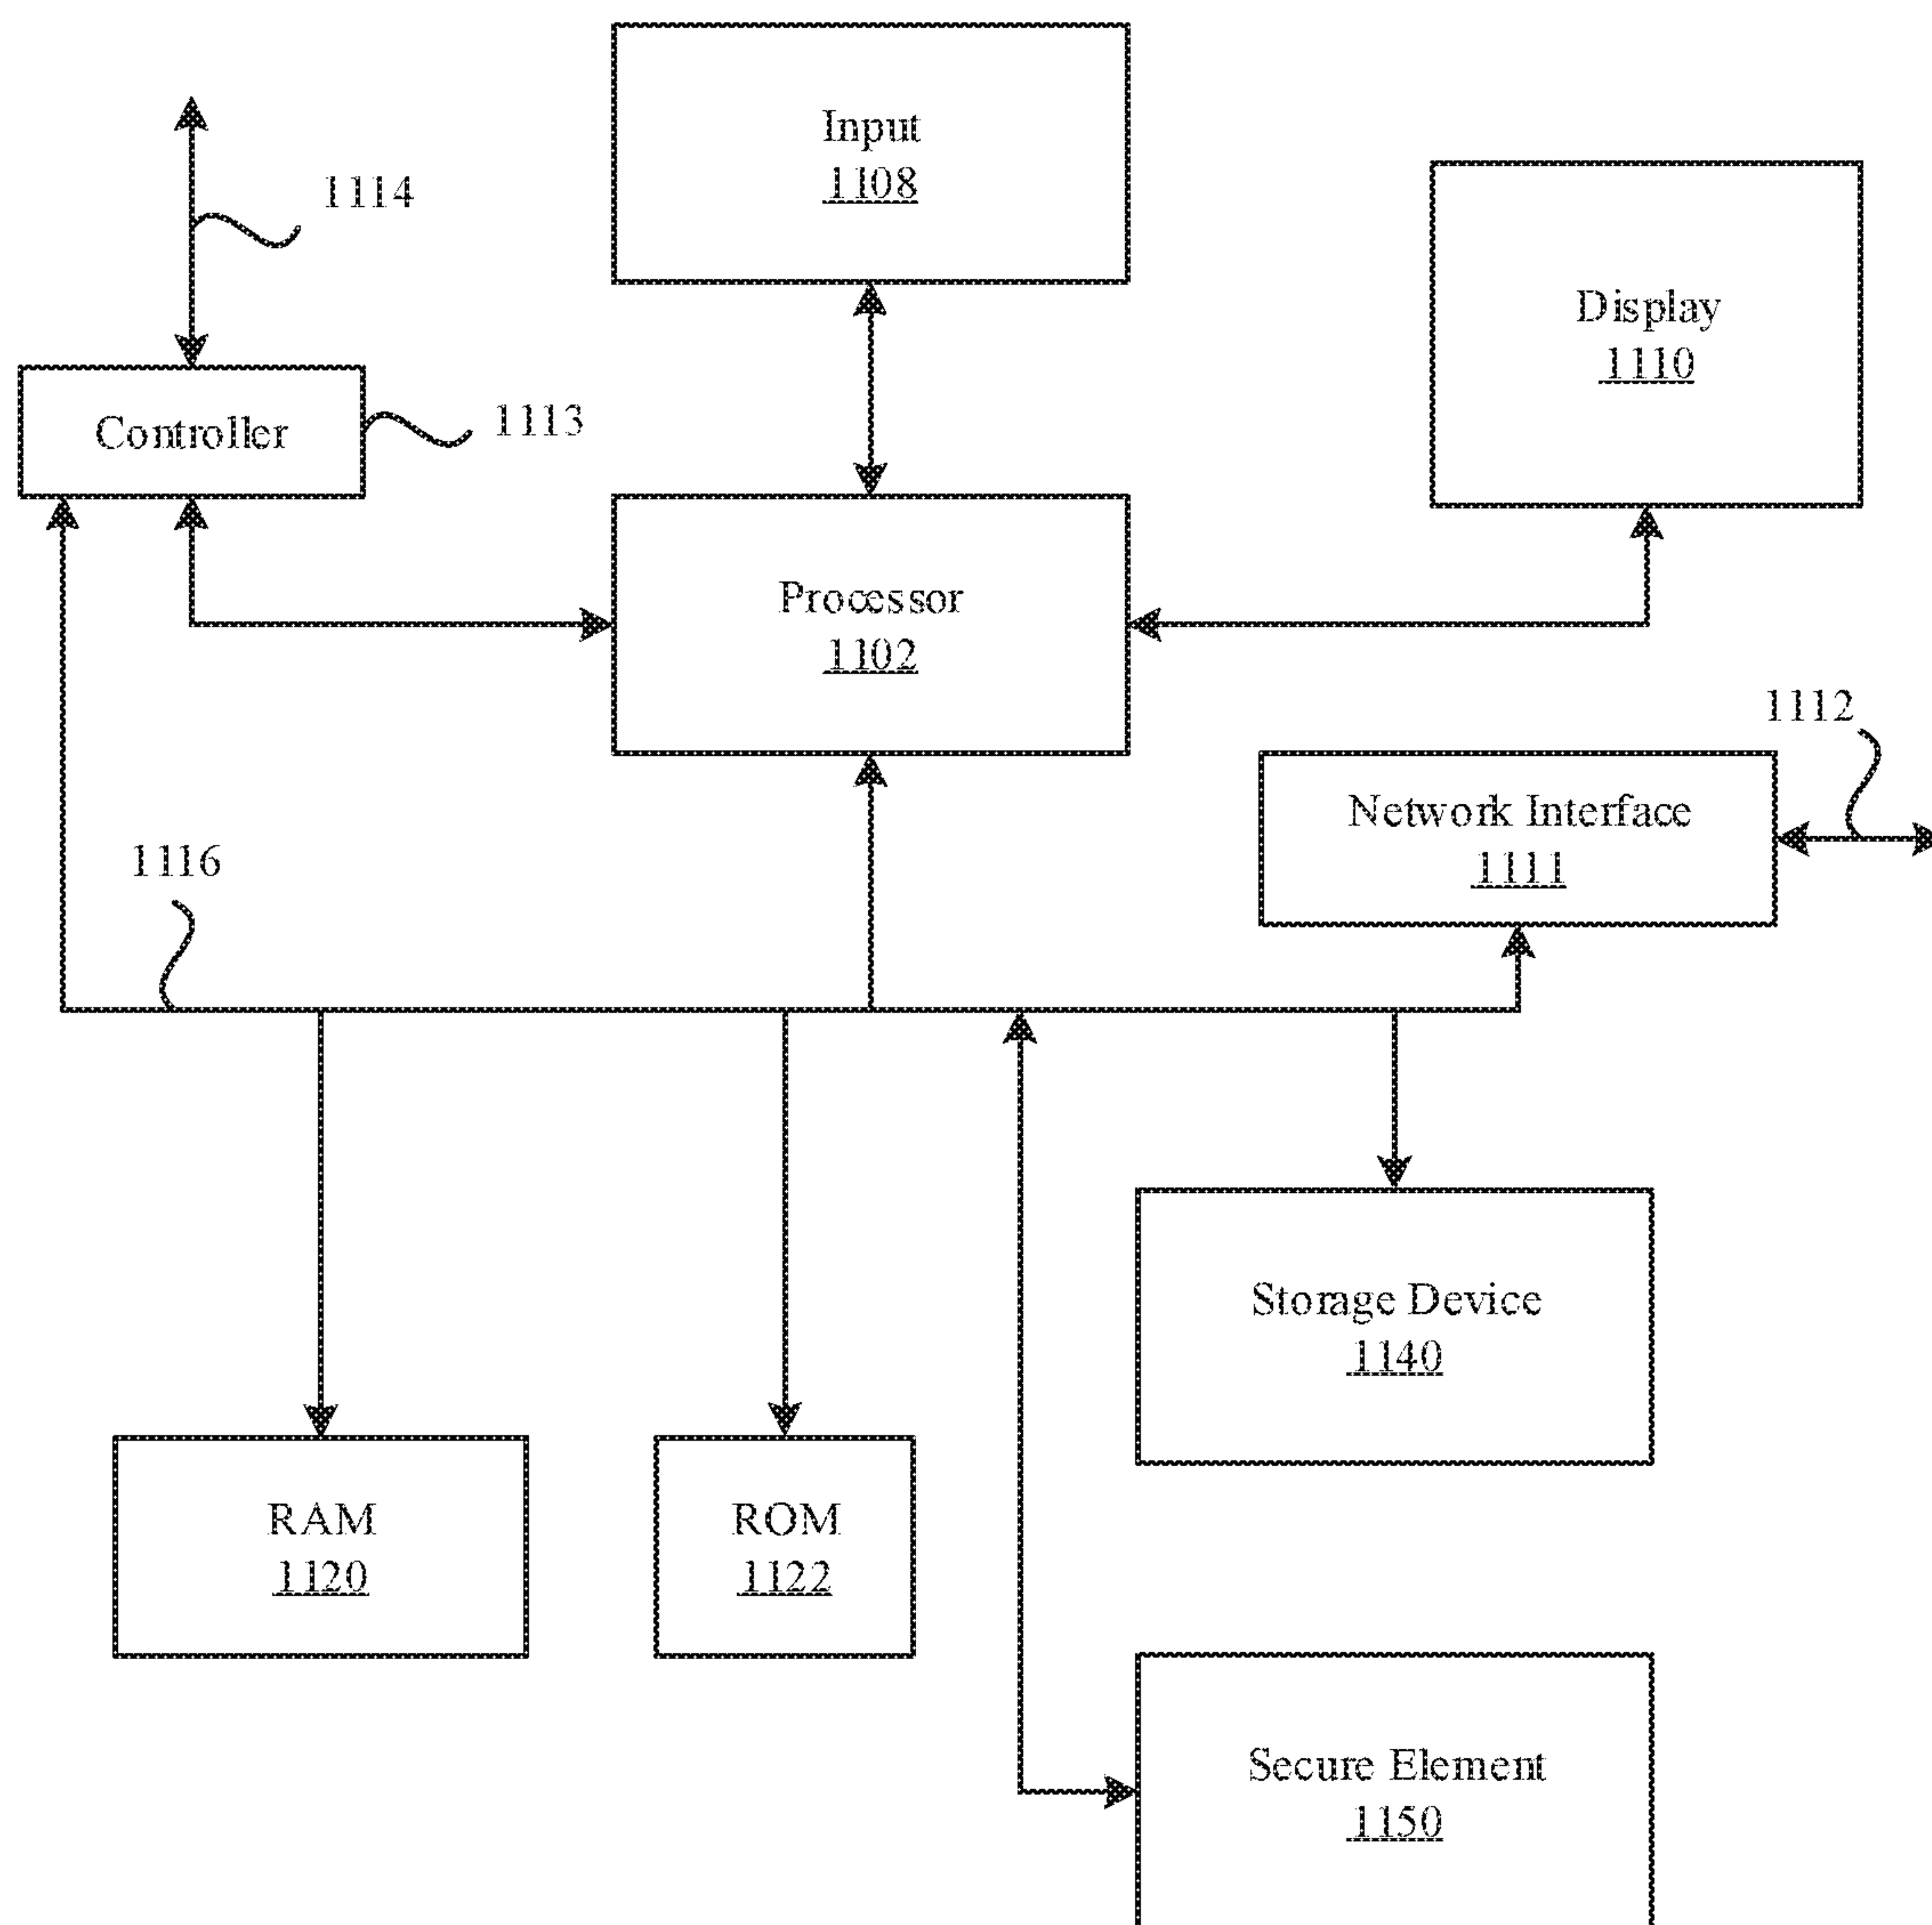 Input
1108
1114
Display
1110
Controller
1113
Processor
1102
1112
Network Interface
1111
1116
Storage Device
1140
RAM
1120
ROM
1122
Secure Element
1150